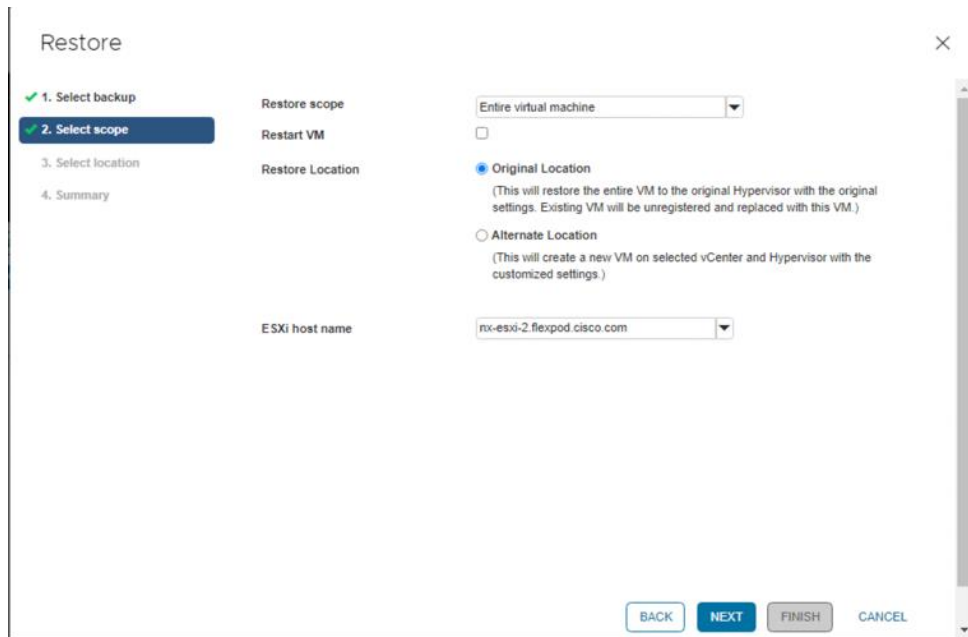 Restore
1. Select backup
2. Select scope
3. Select location
4. Summary
Restore scope
Entire virtual machine
Restart VM
Restore Location
Original Location
(This will restore the entire VM to the original Hypervisor with the original
settings. Existing VM will be unregistered and replaced with this VM.)
Alternate Location
(This will create a new VM on selected vCenter and Hypervisor with the
customized settings.)
ESXi host name
nx-esxi-2.flexpod.cisco.com
BACK
NEXT
FINISH
CANCEL